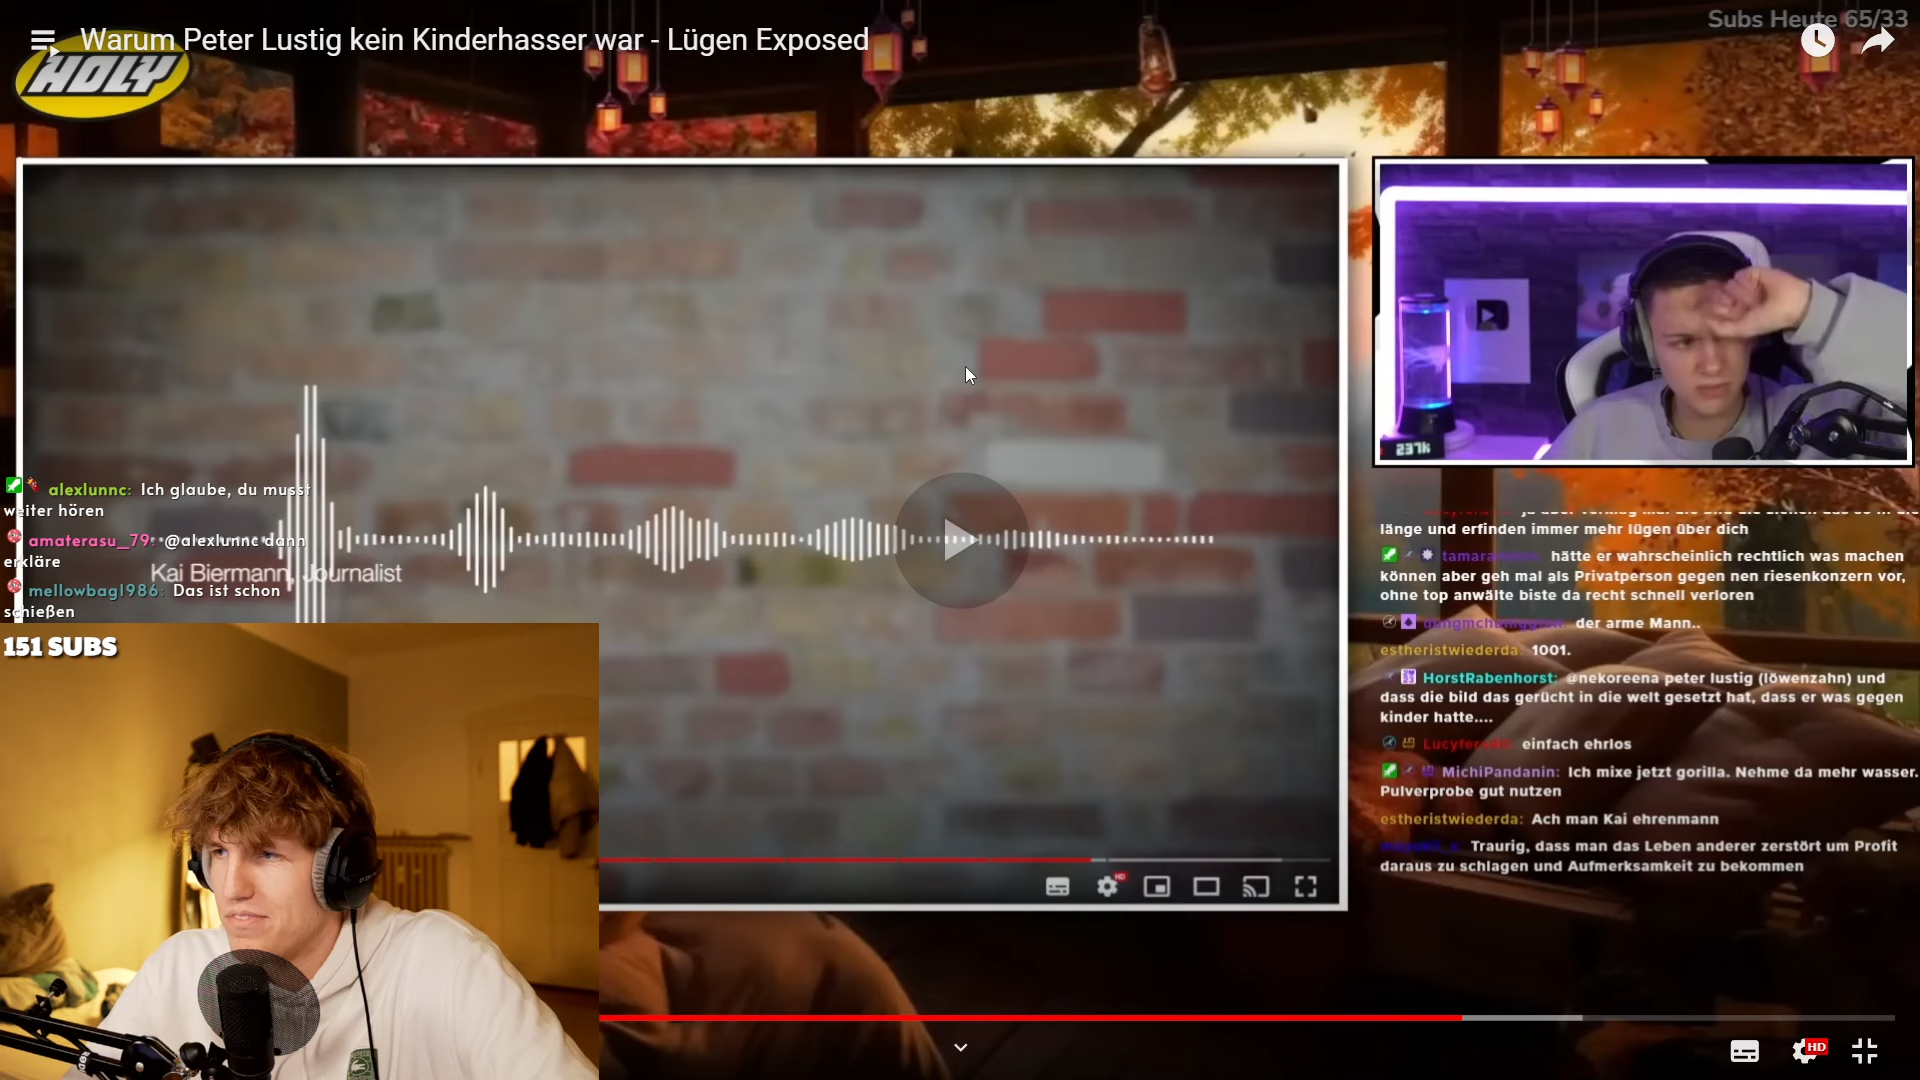 Subs Heute 65/33
Warum Peter Lustig kein Kinderhasser war - Lügen Exposed
HOLY
237k
alexlunnc: Ich glaube, du musst
weiter hören
amaterasu_79: @alexlunnc dann
erkläre
mellowbagl986: Das ist schon
schießen
Kai Biermann, Journalist
151 SUBS
länge und erfinden immer mehr lügen über dich
hätte er wahrscheinlich rechtlich was machen
können aber geh mal als Privatperson gegen nen riesenkonzern vor,
ohne top anwälte biste da recht schnell verloren
der arme Mann..
estheristwiederda: 1001.
HorstRabenhorst: @nekoreena peter lustig (löwenzahn) und
dass die bild das gerücht in die welt gesetzt hat, dass er was gegen
kinder hatte....
einfach ehrlos
MichiPandanin: Ich mixe jetzt gorilla. Nehme da mehr wasser.
Pulverprobe gut nutzen
estheristwiederda: Ach man Kai ehrenmann
Traurig, dass man das Leben anderer zerstört um Profit
daraus zu schlagen und Aufmerksamkeit zu bekommen
HD
HD